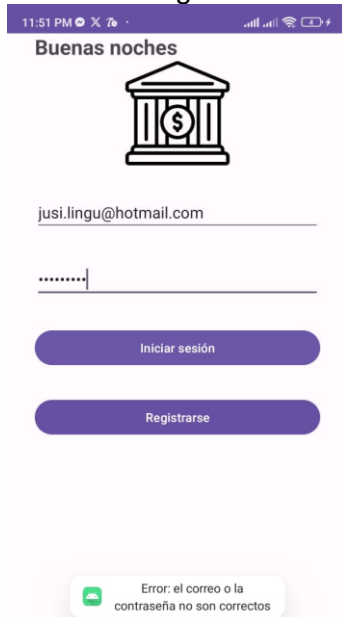 11:51 PM
Buenas noches
$
jusi.lingu@hotmail.com
•••••••••
Iniciar sesión
Registrarse
Error: el correo o la
contraseña no son correctos